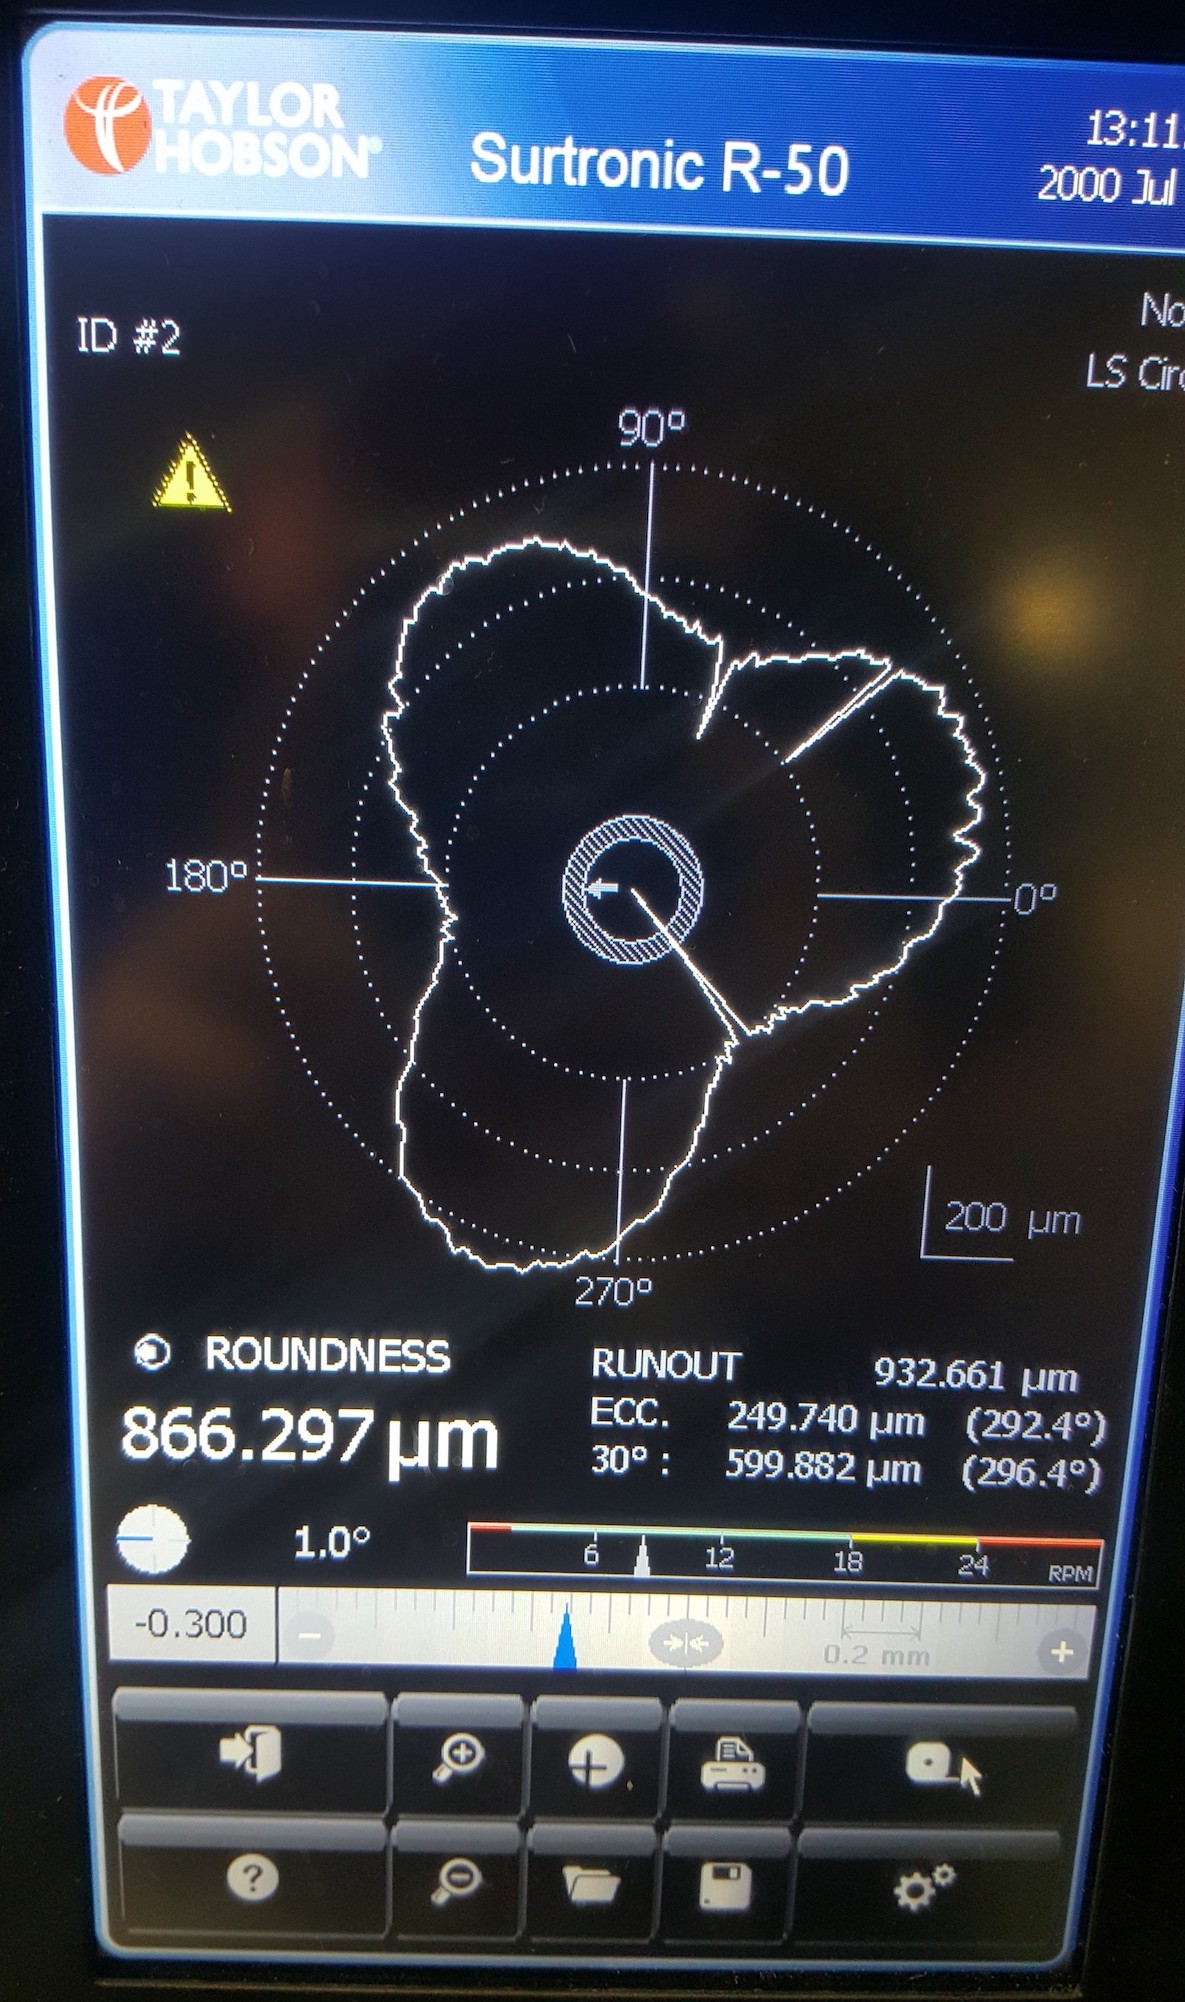 TAYLOR
HOBSON®
Surtronic R-50
13:11
2000 Jul
ID #2
No
LS Circ
90°
180°
0°
200 µm
270°
ROUNDNESS
866.297 µm
RUNOUT 932.661 µm
ECC. 249.740 µm (292.4°)
30° : 599.882 µm (296.4°)
1.0°
6 12 18 24 RPM
-0.300
0.2 mm